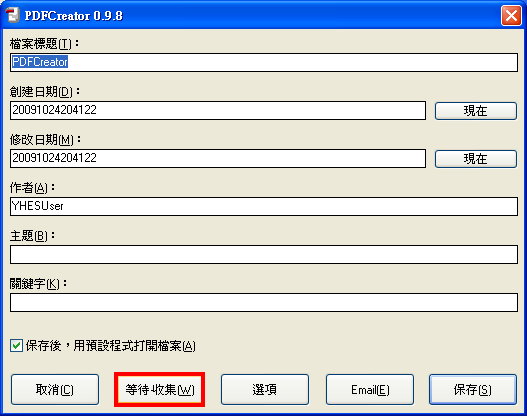 PDFCreator 0.9.8
檔案標題(T)：
PDFCreator
創建日期(D)：
20091024204122 現在
修改日期(M)：
20091024204122 現在
作者(A)：
YHESUser
主題(B)：
關鍵字(K)：
保存後，用預設程式打開檔案(A)
取消(C) 等待-收集(W) 選項 Email(E) 保存(S)